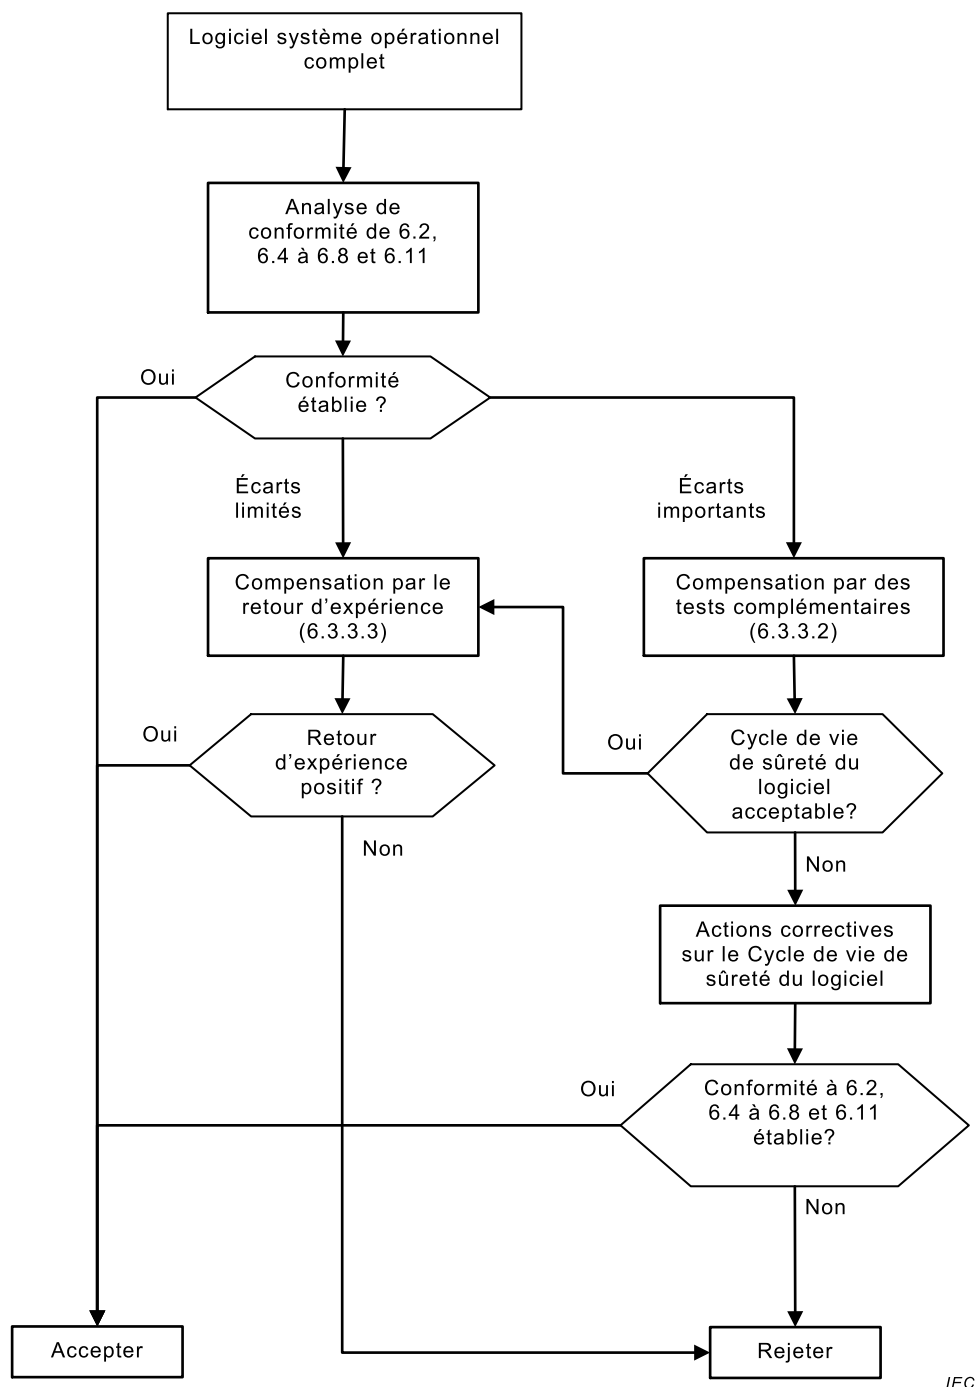 Logiciel système opérationnel
complet
Analyse de
conformité de 6.2,
6.4 à 6.8 et 6.11
Oui
Conformité
établie ?
Écarts
limités
Écarts
importants
Compensation par le
retour d’expérience
(6.3.3.3)
Compensation par des
tests complémentaires
(6.3.3.2)
Oui
Retour
d’expérience
positif ?
Oui
Cycle de vie
de sûreté du
logiciel
acceptable?
Non
Non
Actions correctives
sur le Cycle de vie de
sûreté du logiciel
Oui
Conformité à 6.2,
6.4 à 6.8 et 6.11
établie?
Non
Accepter
Rejeter
IEC